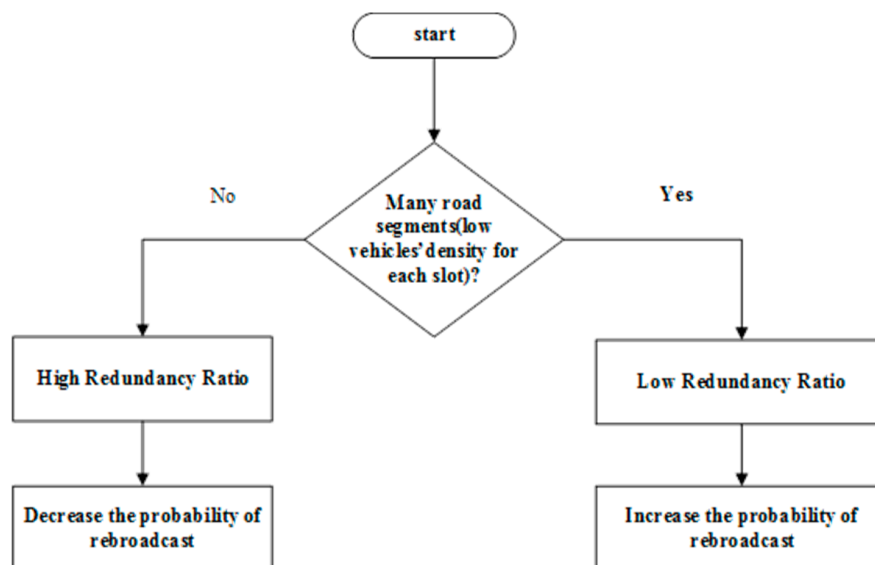 start
No
Yes
Many road
segments(low
vehicles'density for
each slot)?
High Redundancy Ratio
Low Redundancy Ratio
Decrease the probability of
rebroadcast
Increase the probability of
rebroadcast